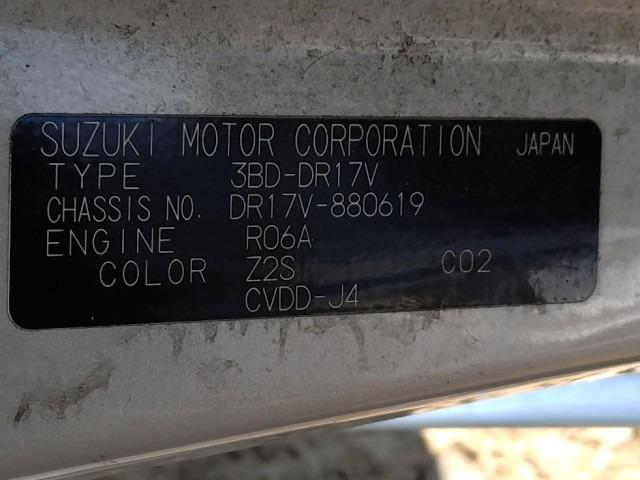 SUZUKI MOTOR CORPORATION JAPAN
TYPE 3BD-DR17V
CHASSIS NO. DR17V-880619
ENGINE R06A
COLOR Z2S C02
CVDD-J4